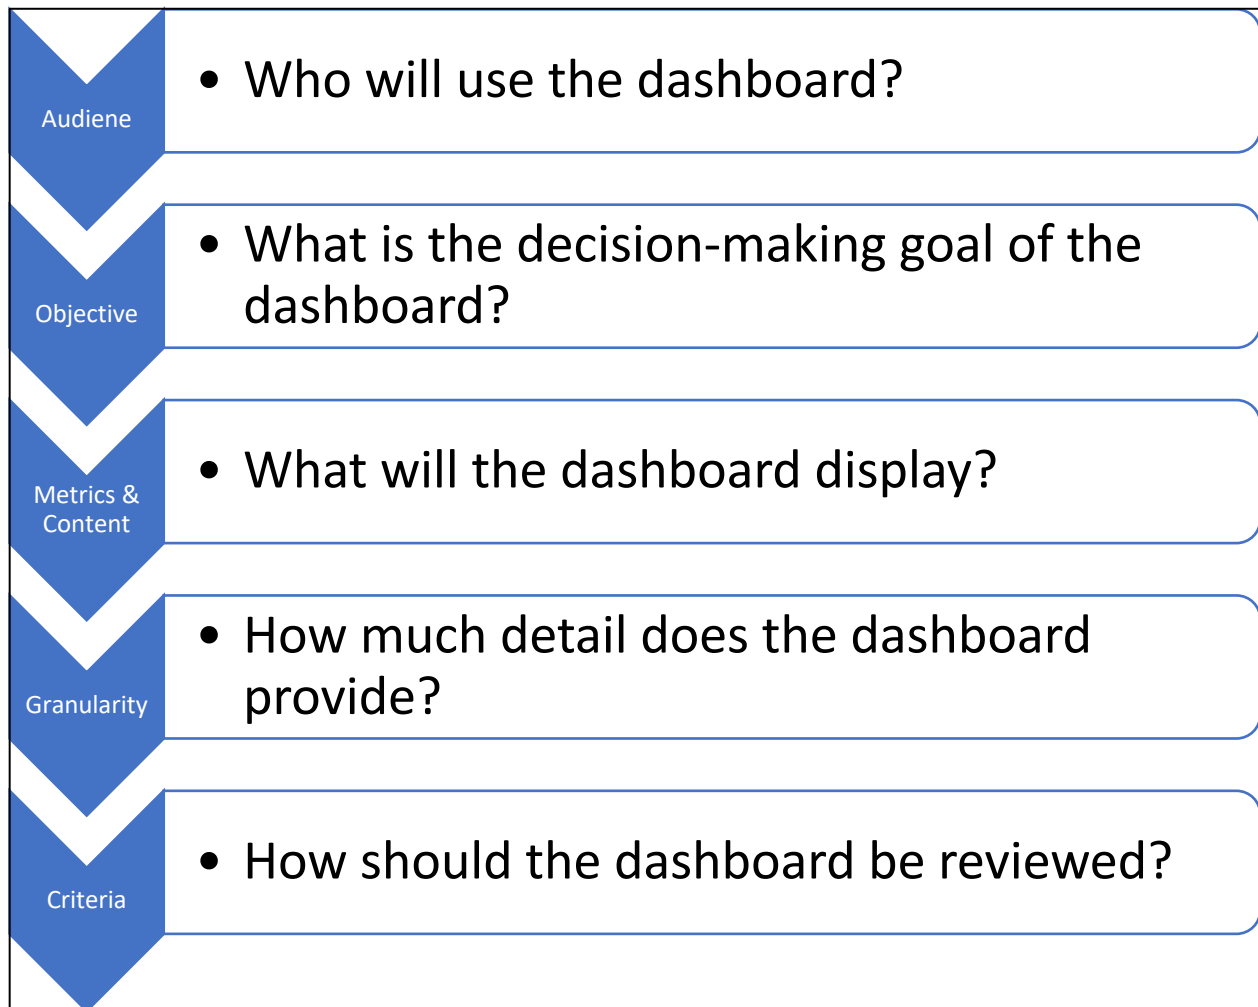 Audiene
• Who will use the dashboard?
Objective
• What is the decision-making goal of the
dashboard?
Metrics &
Content
• What will the dashboard display?
Granularity
• How much detail does the dashboard
provide?
Criteria
• How should the dashboard be reviewed?